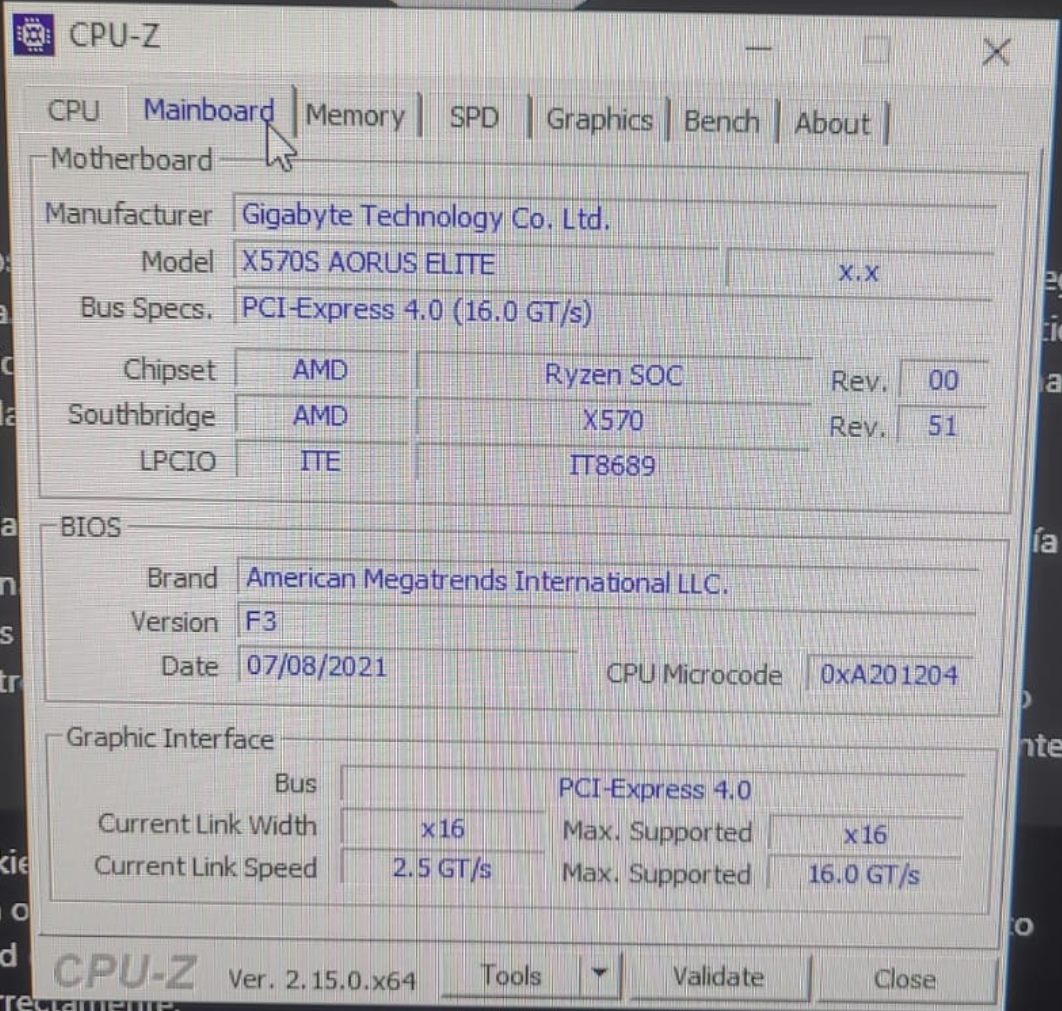 CPU-Z
CPU Mainboard Memory SPD Graphics Bench About
Motherboard
Manufacturer Gigabyte Technology Co. Ltd.
Model X570S AORUS ELITE x.x
Bus Specs. PCI-Express 4.0 (16.0 GT/s)
Chipset AMD Ryzen SOC Rev. 00
Southbridge AMD X570 Rev. 51
LPCIO ITE IT8689
BIOS
Brand American Megatrends International LLC.
Version F3
Date 07/08/2021 CPU Microcode 0xA201204
Graphic Interface
Bus PCI-Express 4.0
Current Link Width x16 Max. Supported x16
Current Link Speed 2.5 GT/s Max. Supported 16.0 GT/s
CPU-Z Ver. 2.15.0.x64 Tools Validate Close